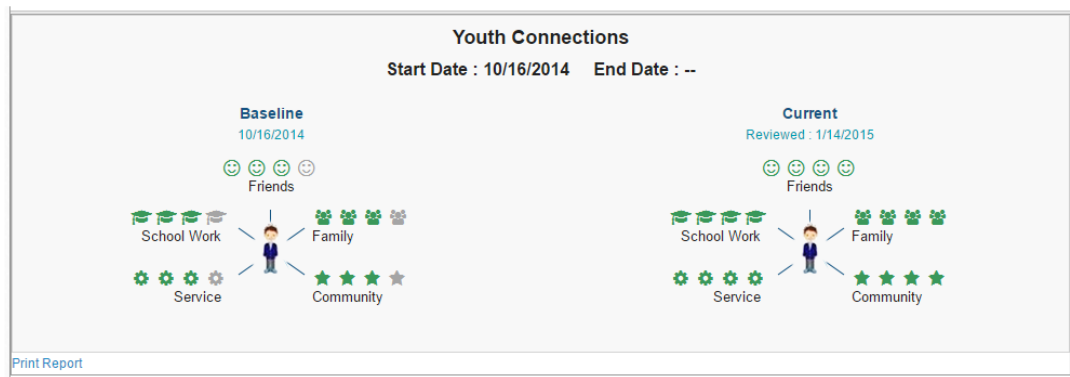 Youth Connections
Start Date : 10/16/2014 End Date : --
Baseline
10/16/2014
Friends
School Work
Family
Service
Community
Current
Reviewed : 1/14/2015
Friends
School Work
Family
Service
Community
Print Report